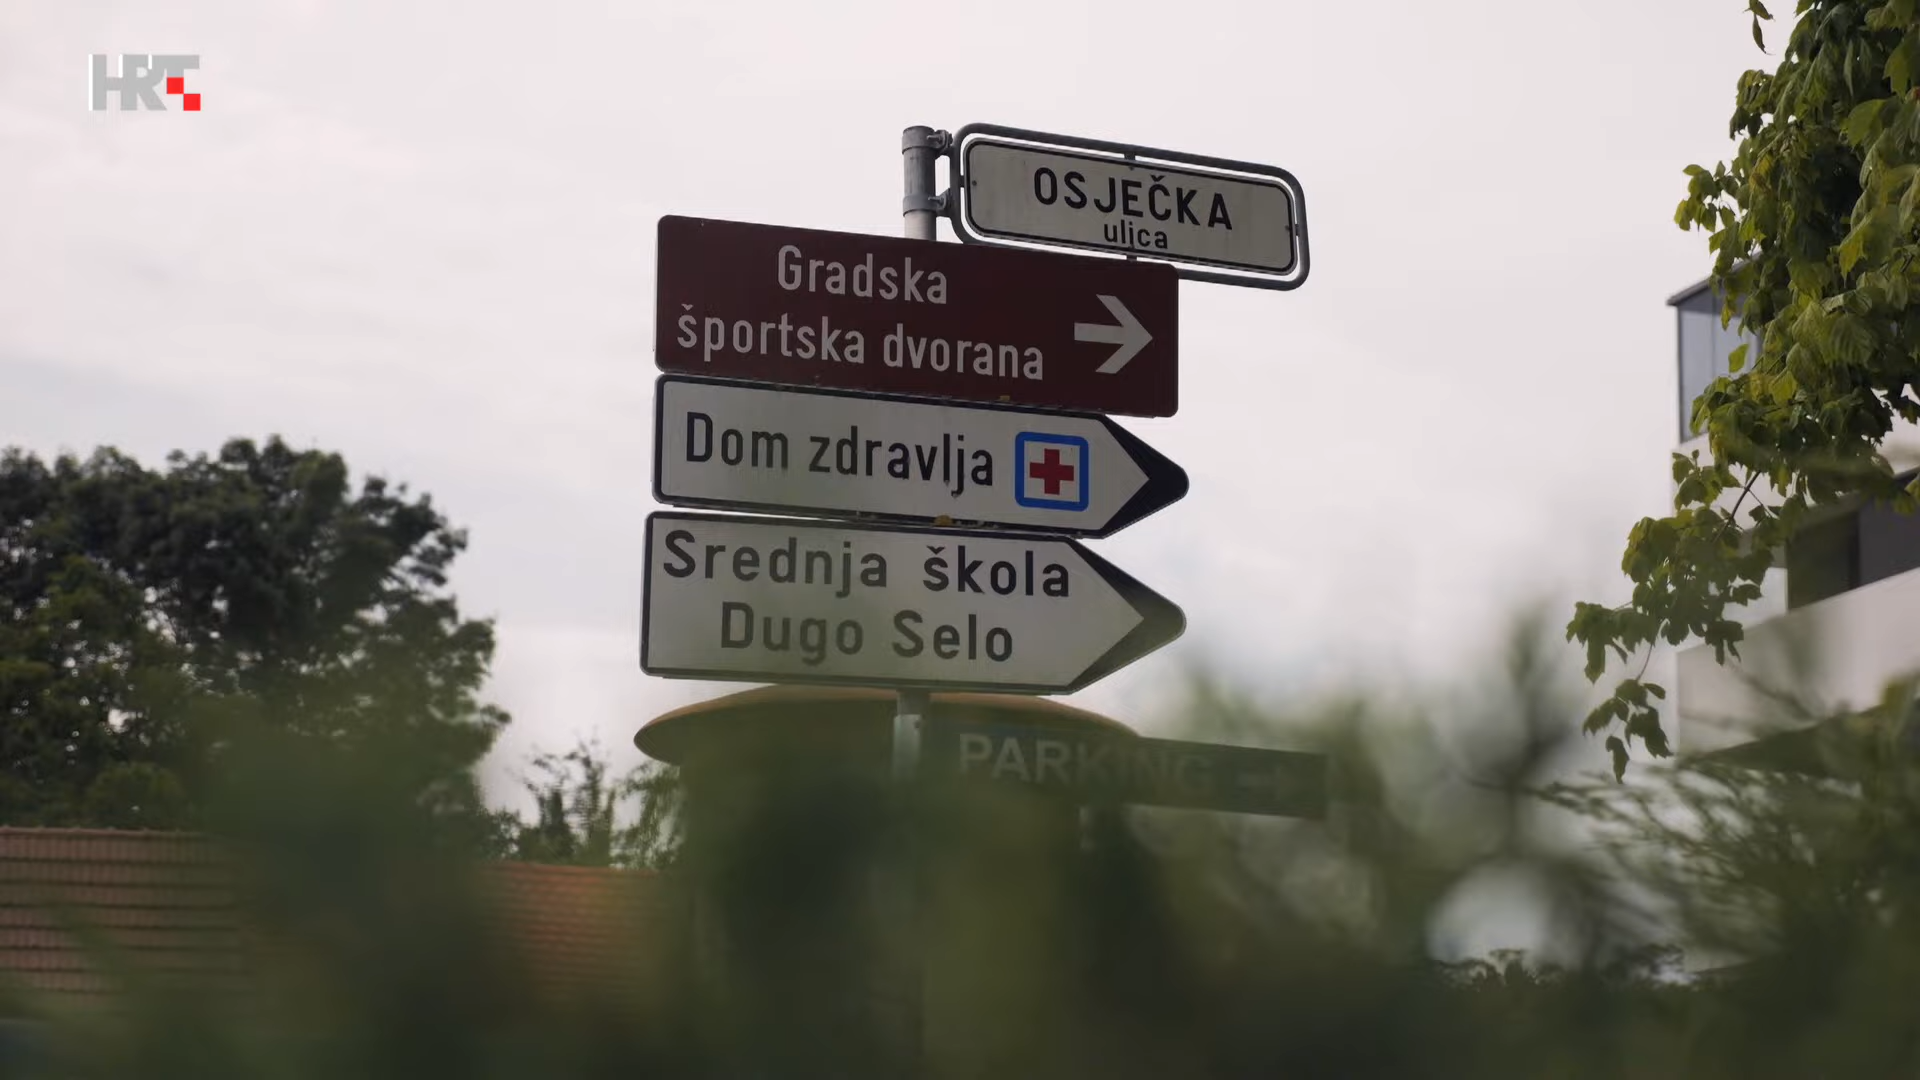 HRT
OSJEČKA
ulica
Gradska
športska dvorana
Dom zdravlja
Srednja škola
Dugo Selo
PARKING